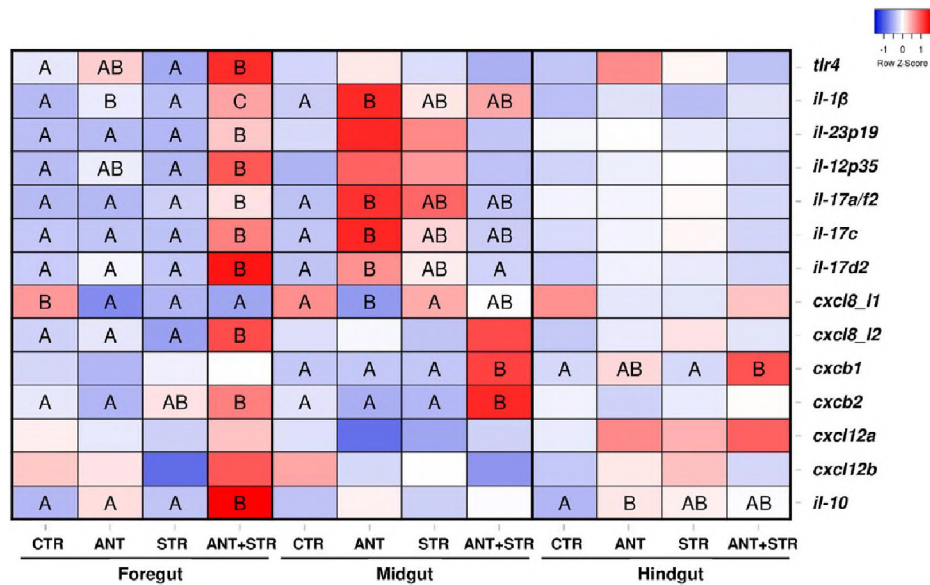 -1 0 1
Row Z-Score
A AB A B tlr4
A B A C A B AB AB il-1β
A A A B il-23p19
A AB A B il-12p35
A A A B A B AB AB il-17a/f2
A A A B A B AB AB il-17c
A A A B A B AB A il-17d2
B A A A A B A AB cxcl8_l1
A A A B cxcl8_l2
A A A B A AB A B cxcb1
A A AB B A A A B cxcb2
cxcl12a
cxcl12b
A A A B A B AB AB il-10
CTR ANT STR ANT+STR CTR ANT STR ANT+STR CTR ANT STR ANT+STR
Foregut Midgut Hindgut